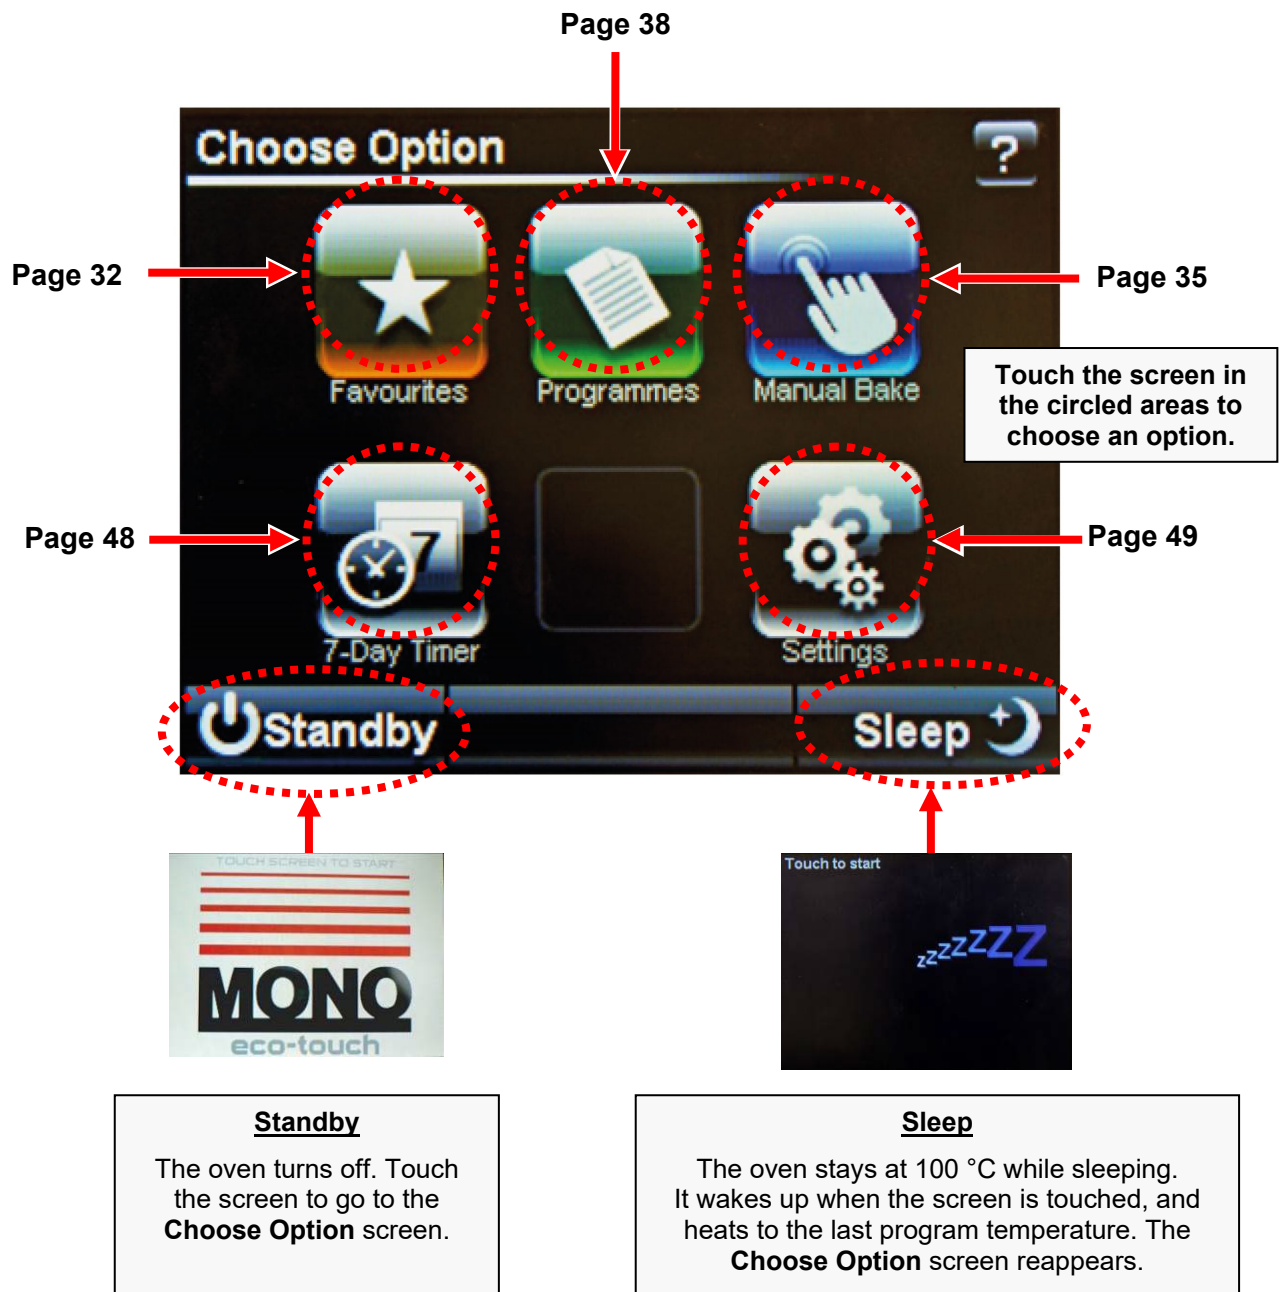 Page 38
Choose Option
?
Page 32
Page 35
Favourites
Programmes
Manual Bake
Touch the screen in
the circled areas to
choose an option.
7
Page 48
Page 49
7-Day Timer
Settings
Standby
Sleep
TOUCH SCREEN TO START
MONO
eco-touch
Touch to start
zzzzzzZ
Standby
The oven turns off. Touch
the screen to go to the
Choose Option screen.
Sleep
The oven stays at 100 °C while sleeping.
It wakes up when the screen is touched, and
heats to the last program temperature. The
Choose Option screen reappears.